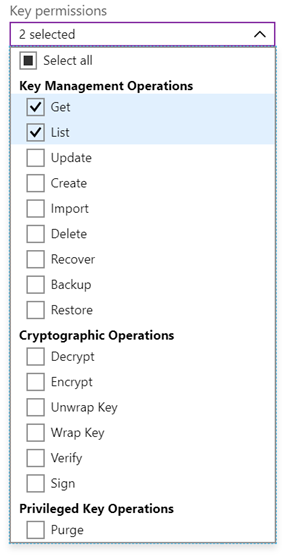 Key permissions
2 selected
Select all
Key Management Operations
Get
List
Update
Create
Import
Delete
Recover
Backup
Restore
Cryptographic Operations
Decrypt
Encrypt
Unwrap Key
Wrap Key
Verify
Sign
Privileged Key Operations
Purge